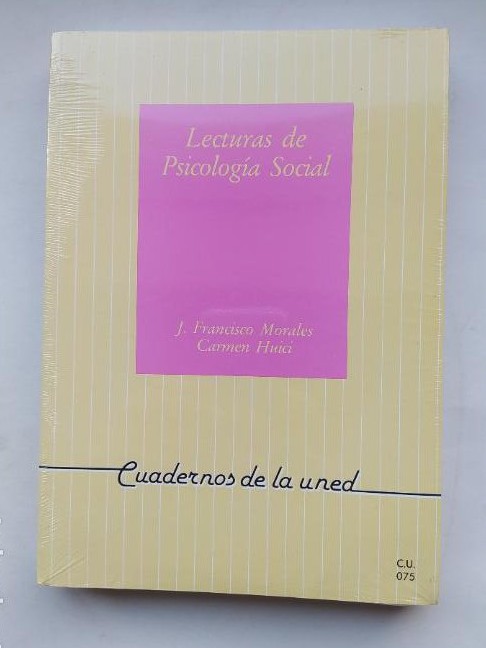 Lecturas de
Psicología Social
J. Francisco Morales
Carmen Huici
Cuadernos de la uned
C.U.
075